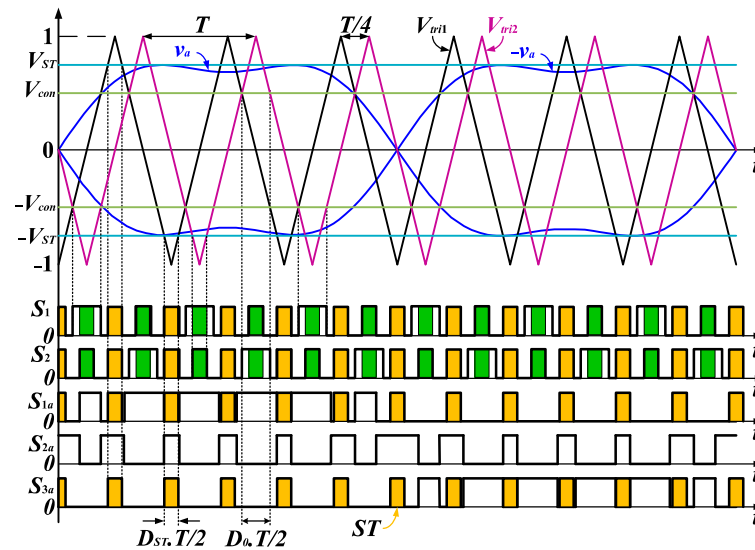 1
T
T/4
V_tri1
V_tri2
V_ST
v_a
-v_a
V_con
0
t
-V_con
-V_ST
-1
S_1
0
t
S_2
0
t
S_1a
0
t
S_2a
0
t
S_3a
0
t
D_ST.T/2
D_0.T/2
ST